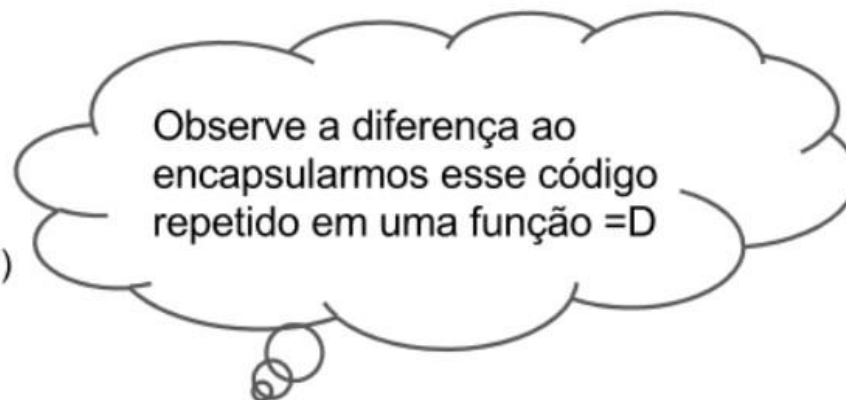 Observe a diferença ao
encapsularmos esse código
repetido em uma função =D
)